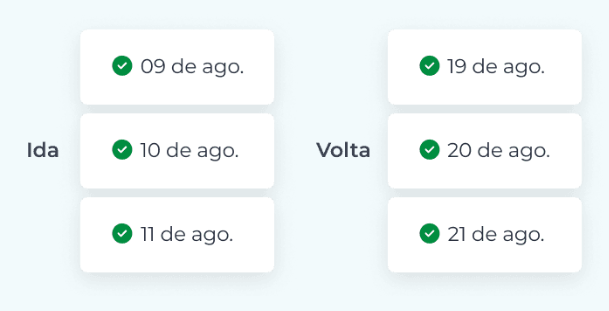 Ida
09 de ago.
10 de ago.
11 de ago.
Volta
19 de ago.
20 de ago.
21 de ago.